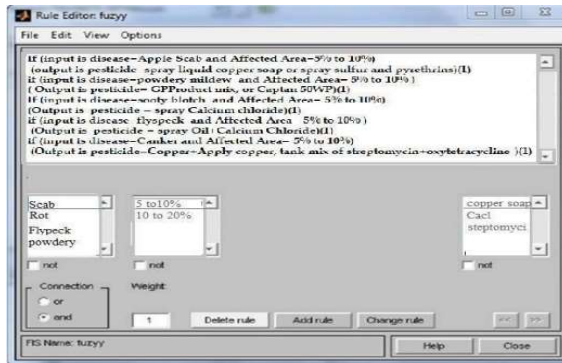 Rule Editor: fuzyy
File Edit View Options
If (input is disease=Apple Scab and Affected Area=5% to 10%)
(output is pesticide spray liquid copper soap or spray sulfur and pyrethrins)(1)
if (input is disease=powdery mildew and Affected Area= 5% to 10% )
( Output is pesticide= GPProduct mix, or Captan 50WP)(1)
If (input is disease=sooty blotch and Affected Area= 5% to 10%)
(Output is pesticide = spray Calcium chloride)(1)
if (input is disease flyspeck and Affected Area 5% to 10% )
(Output is pesticide = spray Oil+Calcium Chloride)(1)
if (input is disease=Canker and Affected Area = 5% to 10%)
(Output is pesticide=Copper+Apply copper, tank mix of streptomycin+oxytetracycline )(1)
Scab
Rot
Flypeck
powdery
5 to10%
10 to 20%
copper soap
Cacl
steptomyci
not
not
not
Connection
or
and
Weight:
1
Delete rule
Add rule
Change rule
<<
>>
FIS Name: fuzyy
Help
Close